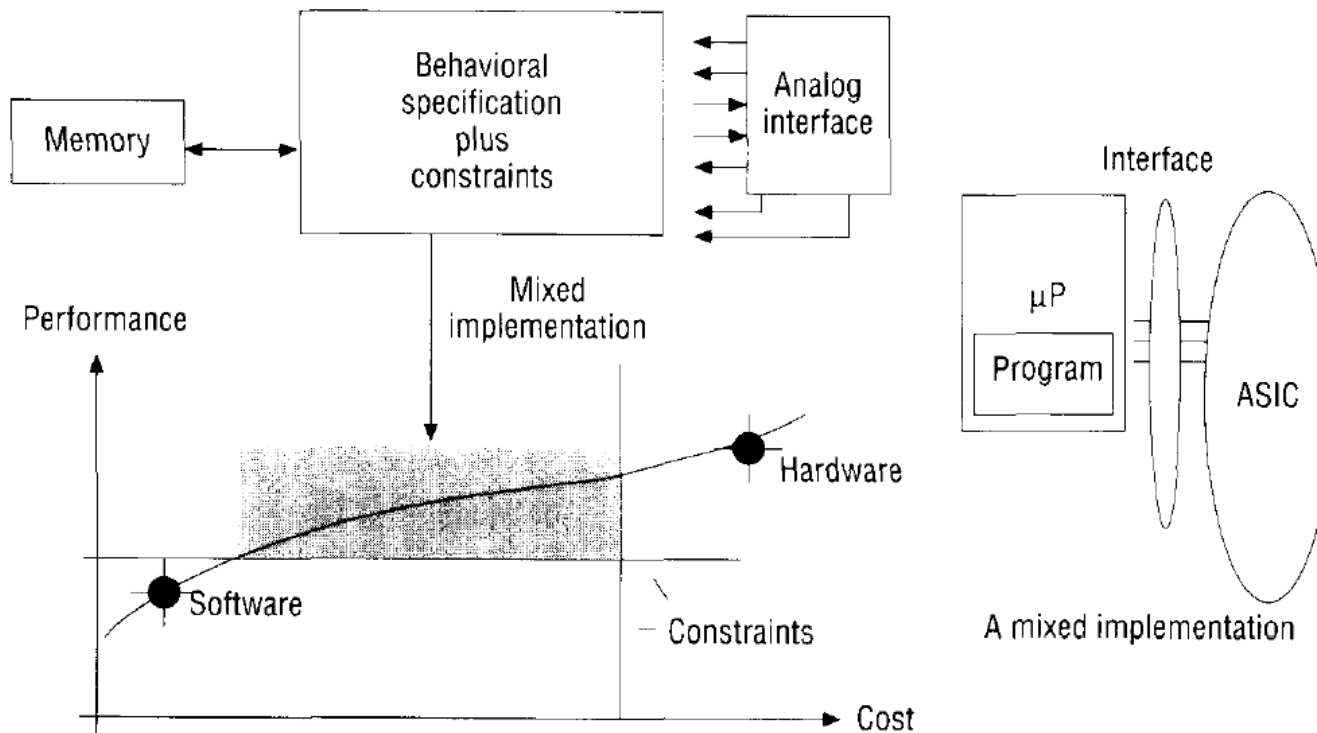 Memory
Behavioral
specification
plus
constraints
Analog
interface
Interface
µP
Program
ASIC
A mixed implementation
Mixed
implementation
Performance
Hardware
Software
Constraints
Cost